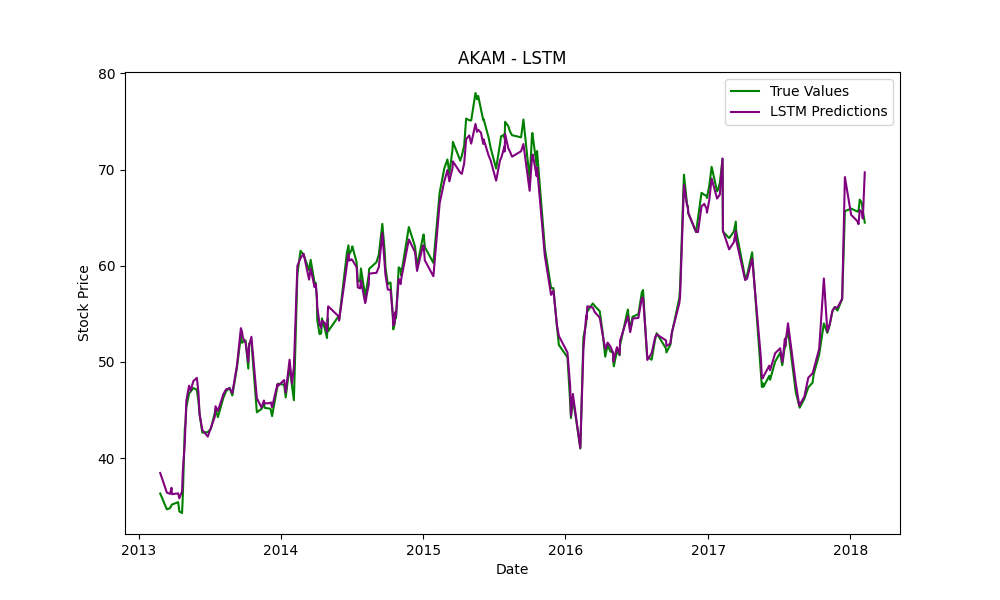 AKAM - LSTM
True Values
LSTM Predictions
Stock Price
80
70
60
50
40
2013 2014 2015 2016 2017 2018
Date